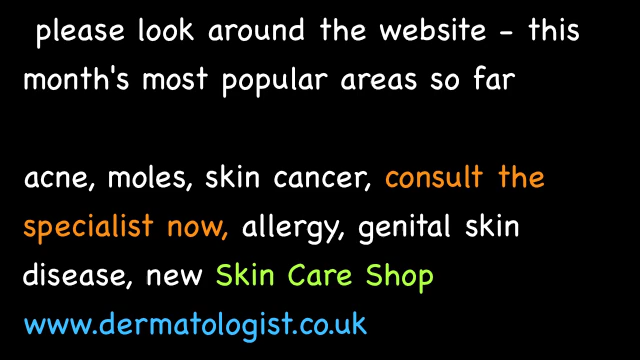 please look around the website - this
month's most popular areas so far
acne, moles, skin cancer, consult the
specialist now, allergy, genital skin
disease, new Skin Care Shop
www.dermatologist.co.uk